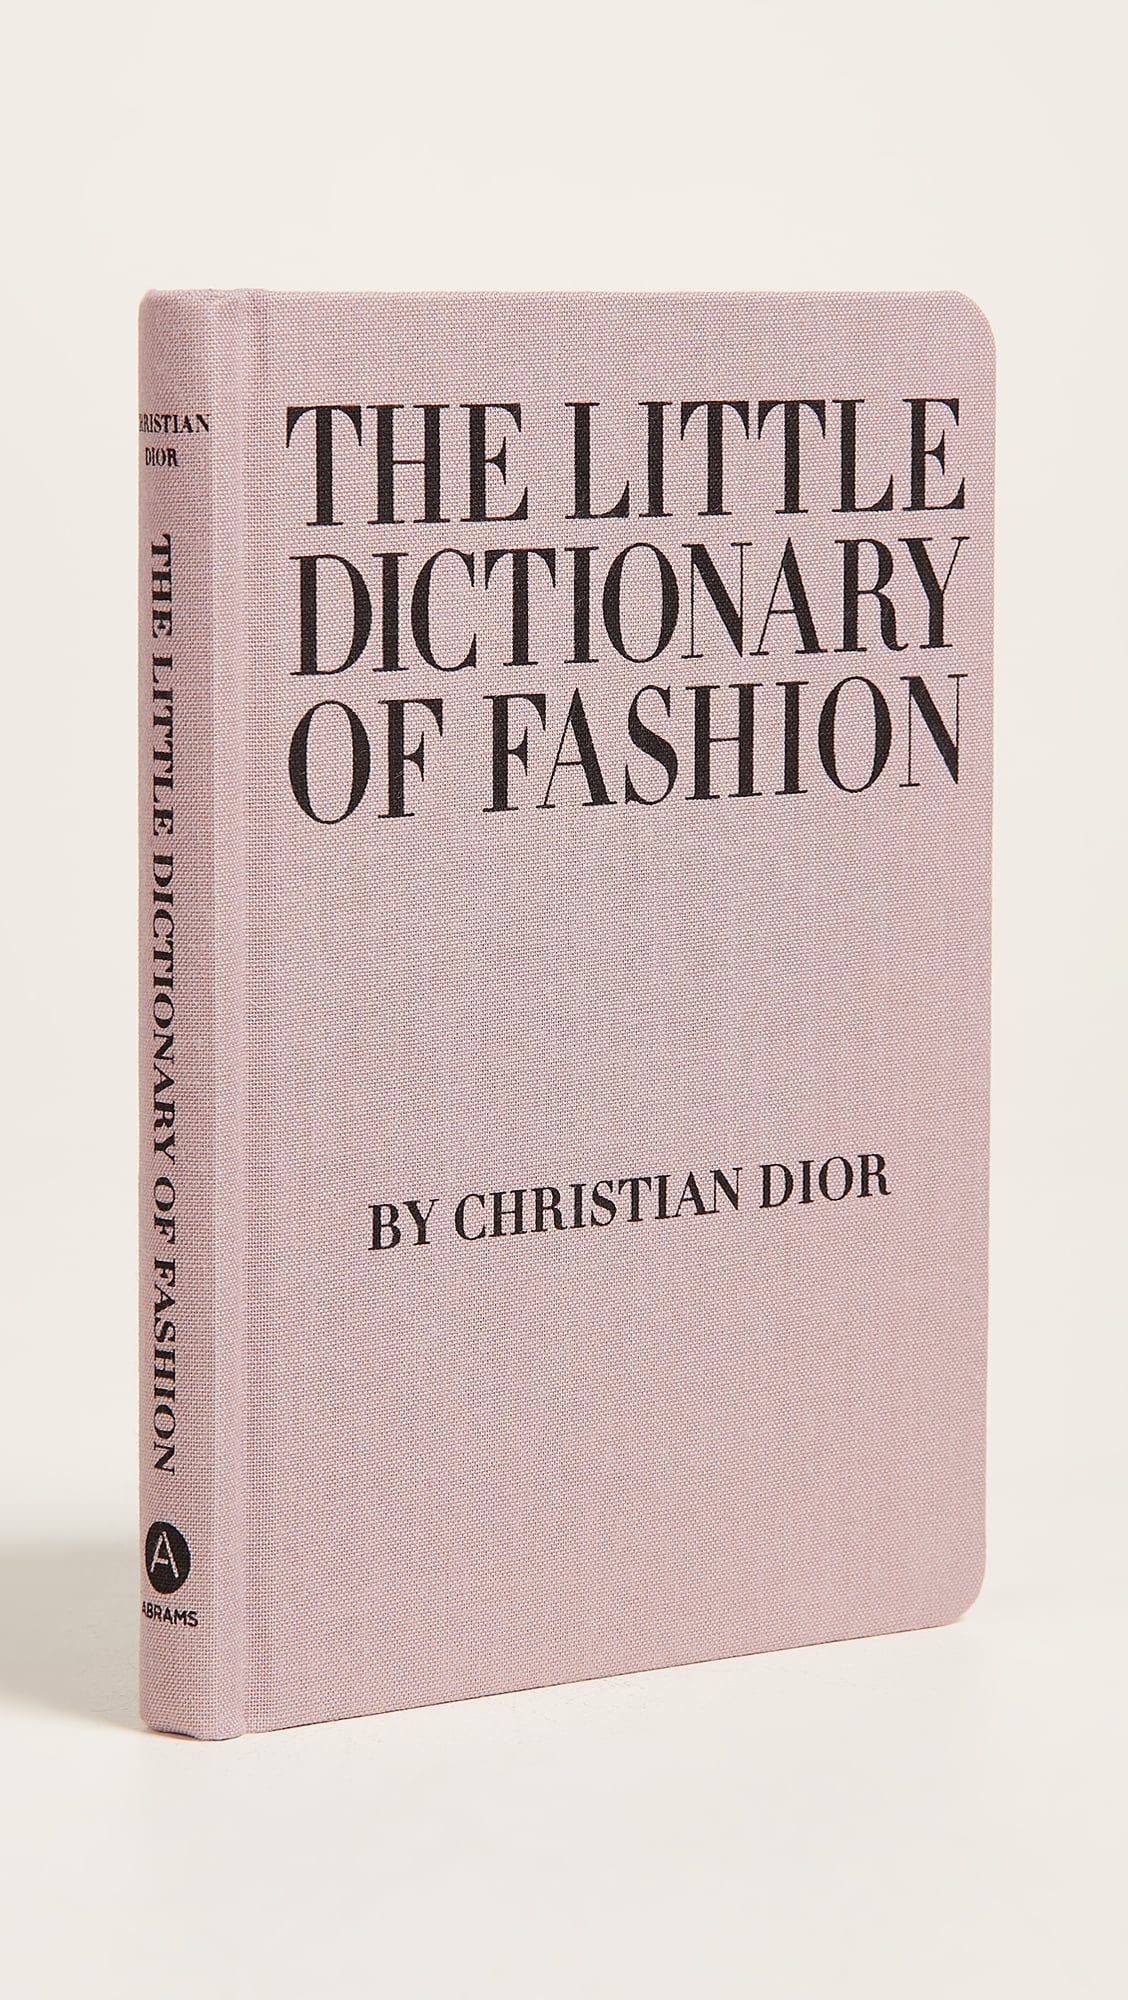 THE LITTLE
DICTIONARY
OF FASHION
BY CHRISTIAN DIOR
CHRISTIAN
DIOR
THE LITTLE DICTIONARY OF FASHION
A
ABRAMS